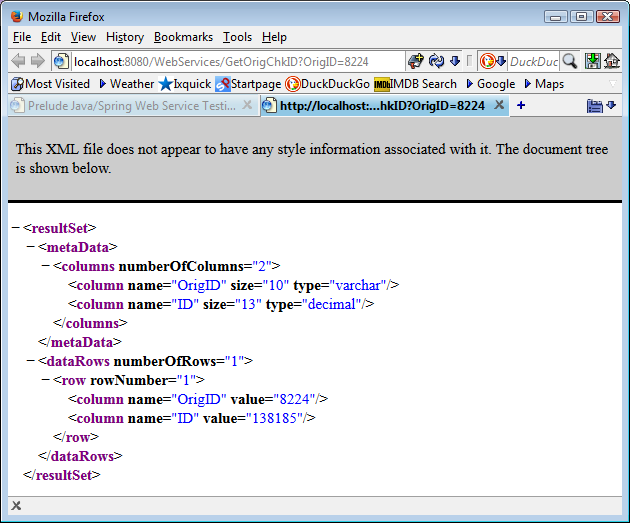 Mozilla Firefox
File Edit View History Bookmarks Tools Help
localhost:8080/WebServices/GetOrigChkID?OrigID=8224 DuckDuc
Most Visited Weather Ixquick Startpage DuckDuckGo IMDb IMDB Search Google Maps
Prelude Java/Spring Web Service Testi... http://localhost:...hkID?OrigID=8224
This XML file does not appear to have any style information associated with it. The document tree
is shown below.
− <resultSet>
− <metaData>
− <columns numberOfColumns="2">
<column name="OrigID" size="10" type="varchar"/>
<column name="ID" size="13" type="decimal"/>
</columns>
</metaData>
− <dataRows numberOfRows="1">
− <row rowNumber="1">
<column name="OrigID" value="8224"/>
<column name="ID" value="138185"/>
</row>
</dataRows>
</resultSet>